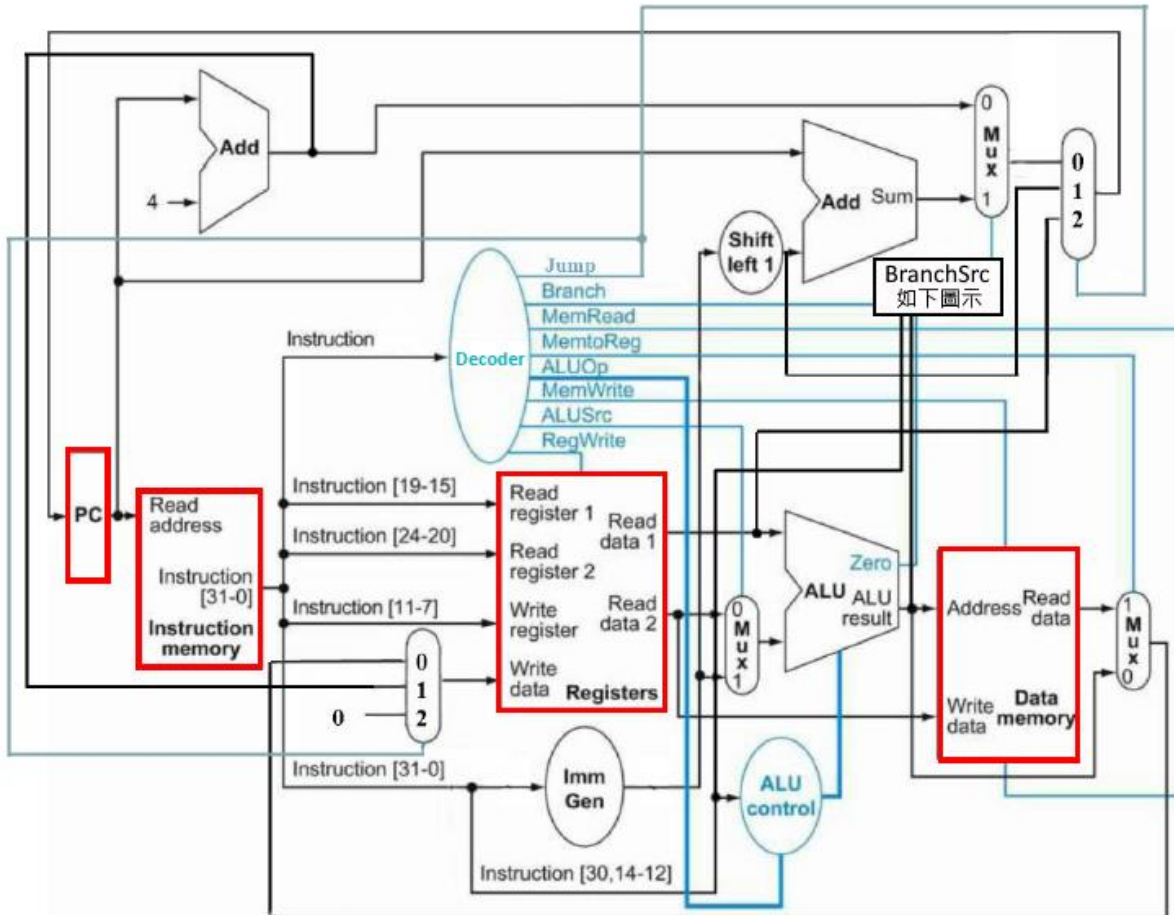 Add
4
0
Mux
1
0
1
2
Add
Sum
Shift
left 1
BranchSrc
如下圖示
Jump
Branch
MemRead
MemtoReg
ALUOp
MemWrite
ALUSrc
RegWrite
Decoder
Instruction
PC
Read
address
Instruction
[31-0]
Instruction
memory
Instruction [19-15]
Instruction [24-20]
Instruction [11-7]
Read
register 1
Read
register 2
Write
register
Write
data
Read
data 1
Read
data 2
Registers
0
1
2
0
0
Mux
1
Zero
ALU
ALU
result
Address
Read
data
Write
data
Data
memory
1
Mux
0
Instruction [31-0]
Imm
Gen
ALU
control
Instruction [30,14-12]